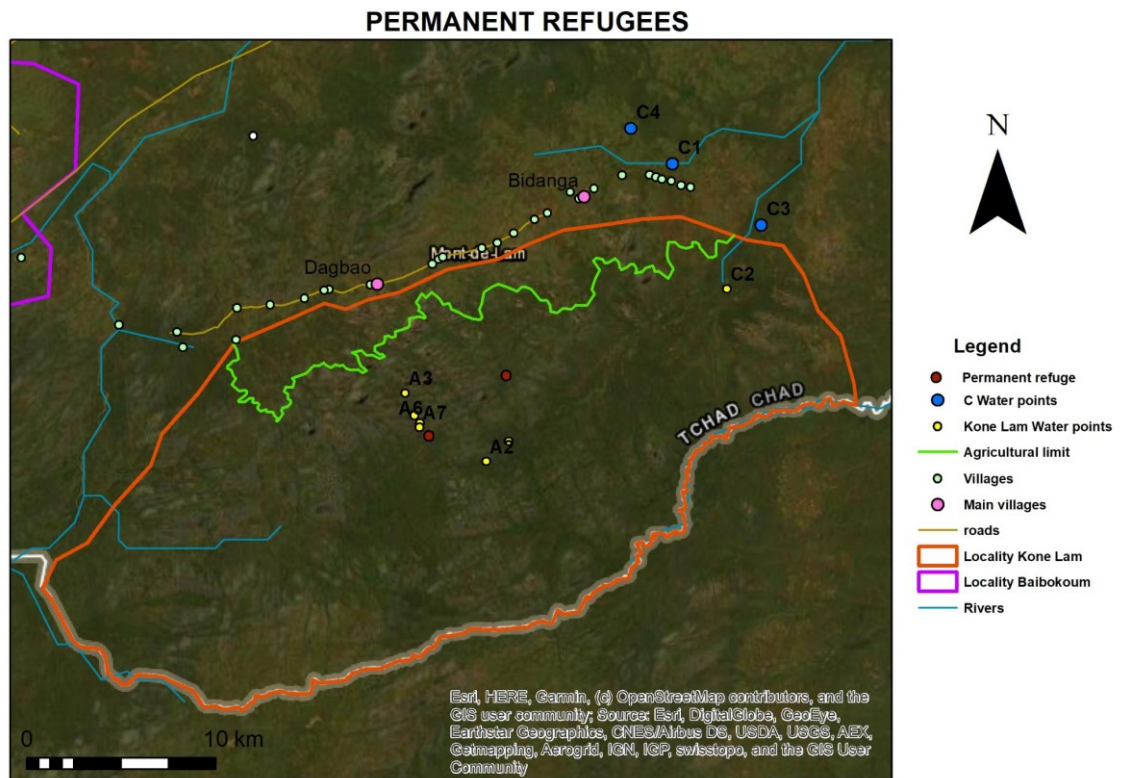 PERMANENT REFUGEES
C4
C1
Bidanga
C3
Mont-de-Lam
Dagbao
C2
A3
A6
A7
A2
TCHAD CHAD
N
Legend
Permanent refuge
C Water points
Kone Lam Water points
Agricultural limit
Villages
Main villages
roads
Locality Kone Lam
Locality Baibokoum
Rivers
0 10 km
Esri, HERE, Garmin, (c) OpenStreetMap contributors, and the
GIS user community; Source: Esri, DigitalGlobe, GeoEye,
Earthstar Geographics, CNES/Airbus DS, USDA, USGS, AEX,
Getmapping, Aerogrid, IGN, IGP, swisstopo, and the GIS User
Community